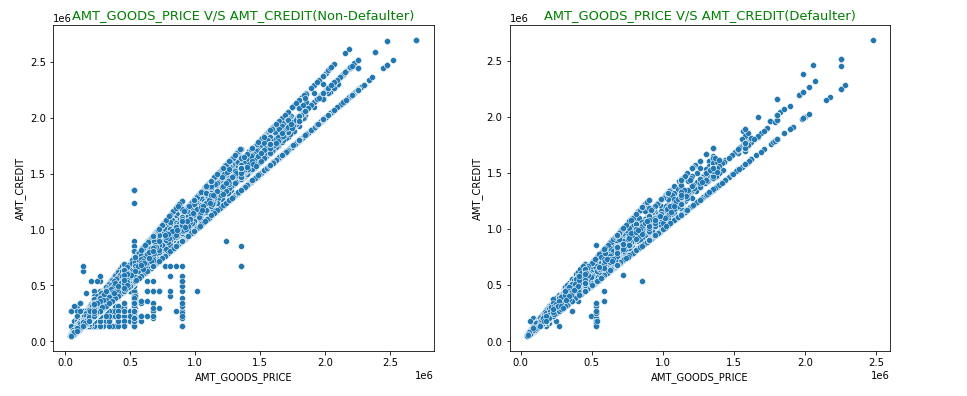 AMT_GOODS_PRICE V/S AMT_CREDIT(Non-Defaulter)
1e6
2.5
2.0
1.5
1.0
0.5
0.0
AMT_CREDIT
0.0 0.5 1.0 1.5 2.0 2.5
1e6
AMT_GOODS_PRICE
AMT_GOODS_PRICE V/S AMT_CREDIT(Defaulter)
1e6
2.5
2.0
1.5
1.0
0.5
0.0
AMT_CREDIT
0.0 0.5 1.0 1.5 2.0 2.5
1e6
AMT_GOODS_PRICE